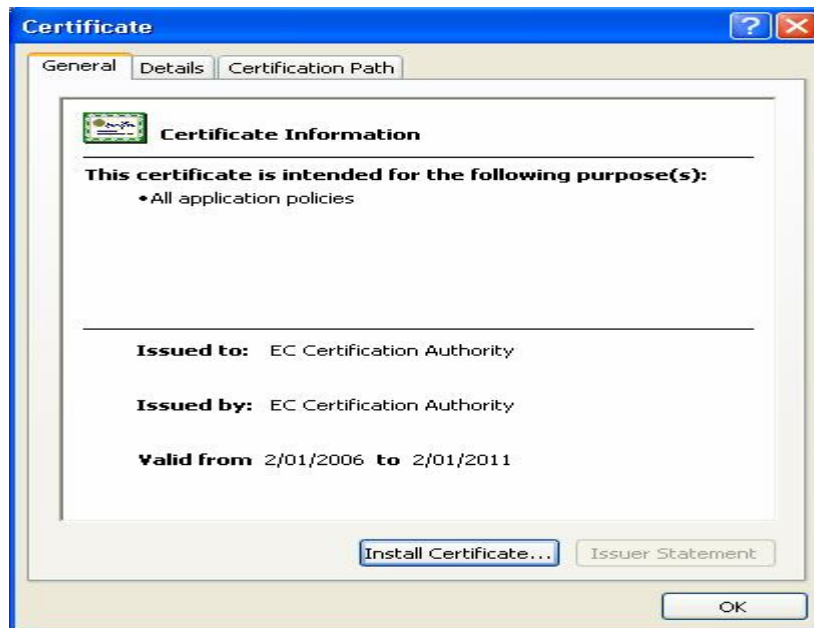 Certificate
General Details Certification Path
Certificate Information
This certificate is intended for the following purpose(s):
•All application policies
Issued to: EC Certification Authority
Issued by: EC Certification Authority
Valid from 2/01/2006 to 2/01/2011
Install Certificate... Issuer Statement
OK